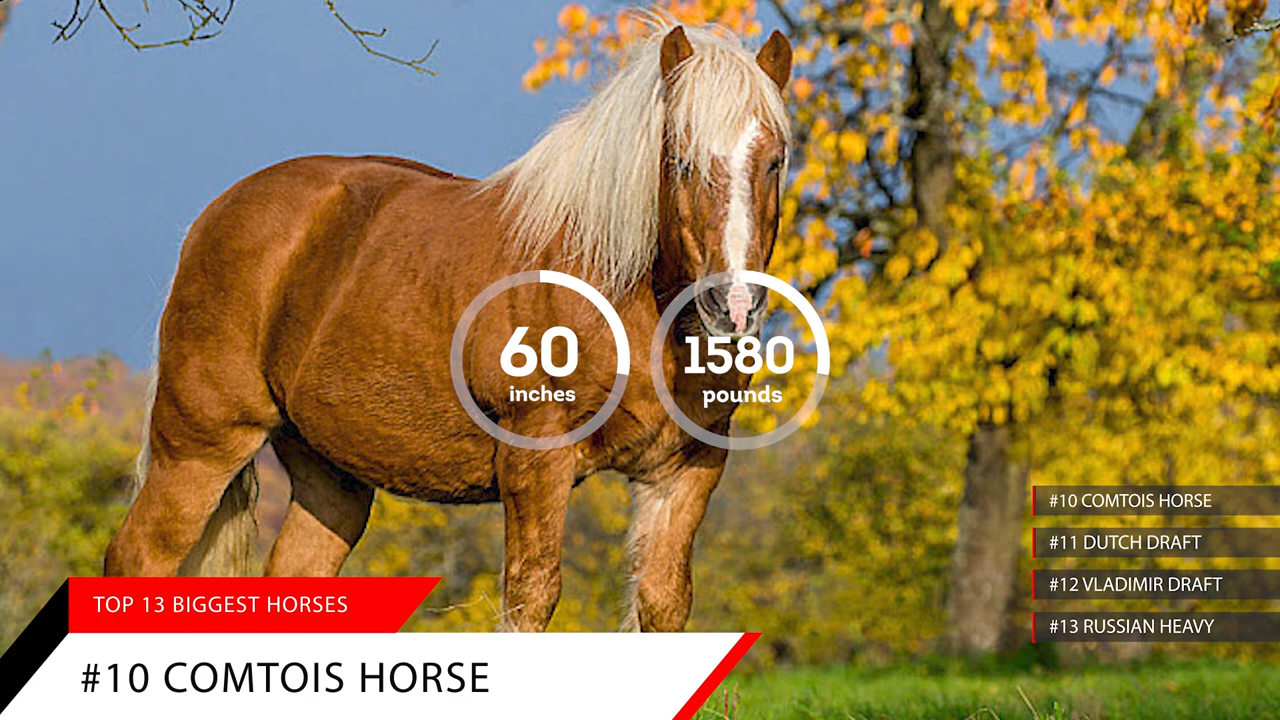 60
inches
1580
pounds
#10 COMTOIS HORSE
#11 DUTCH DRAFT
#12 VLADIMIR DRAFT
#13 RUSSIAN HEAVY
TOP 13 BIGGEST HORSES
#10 COMTOIS HORSE